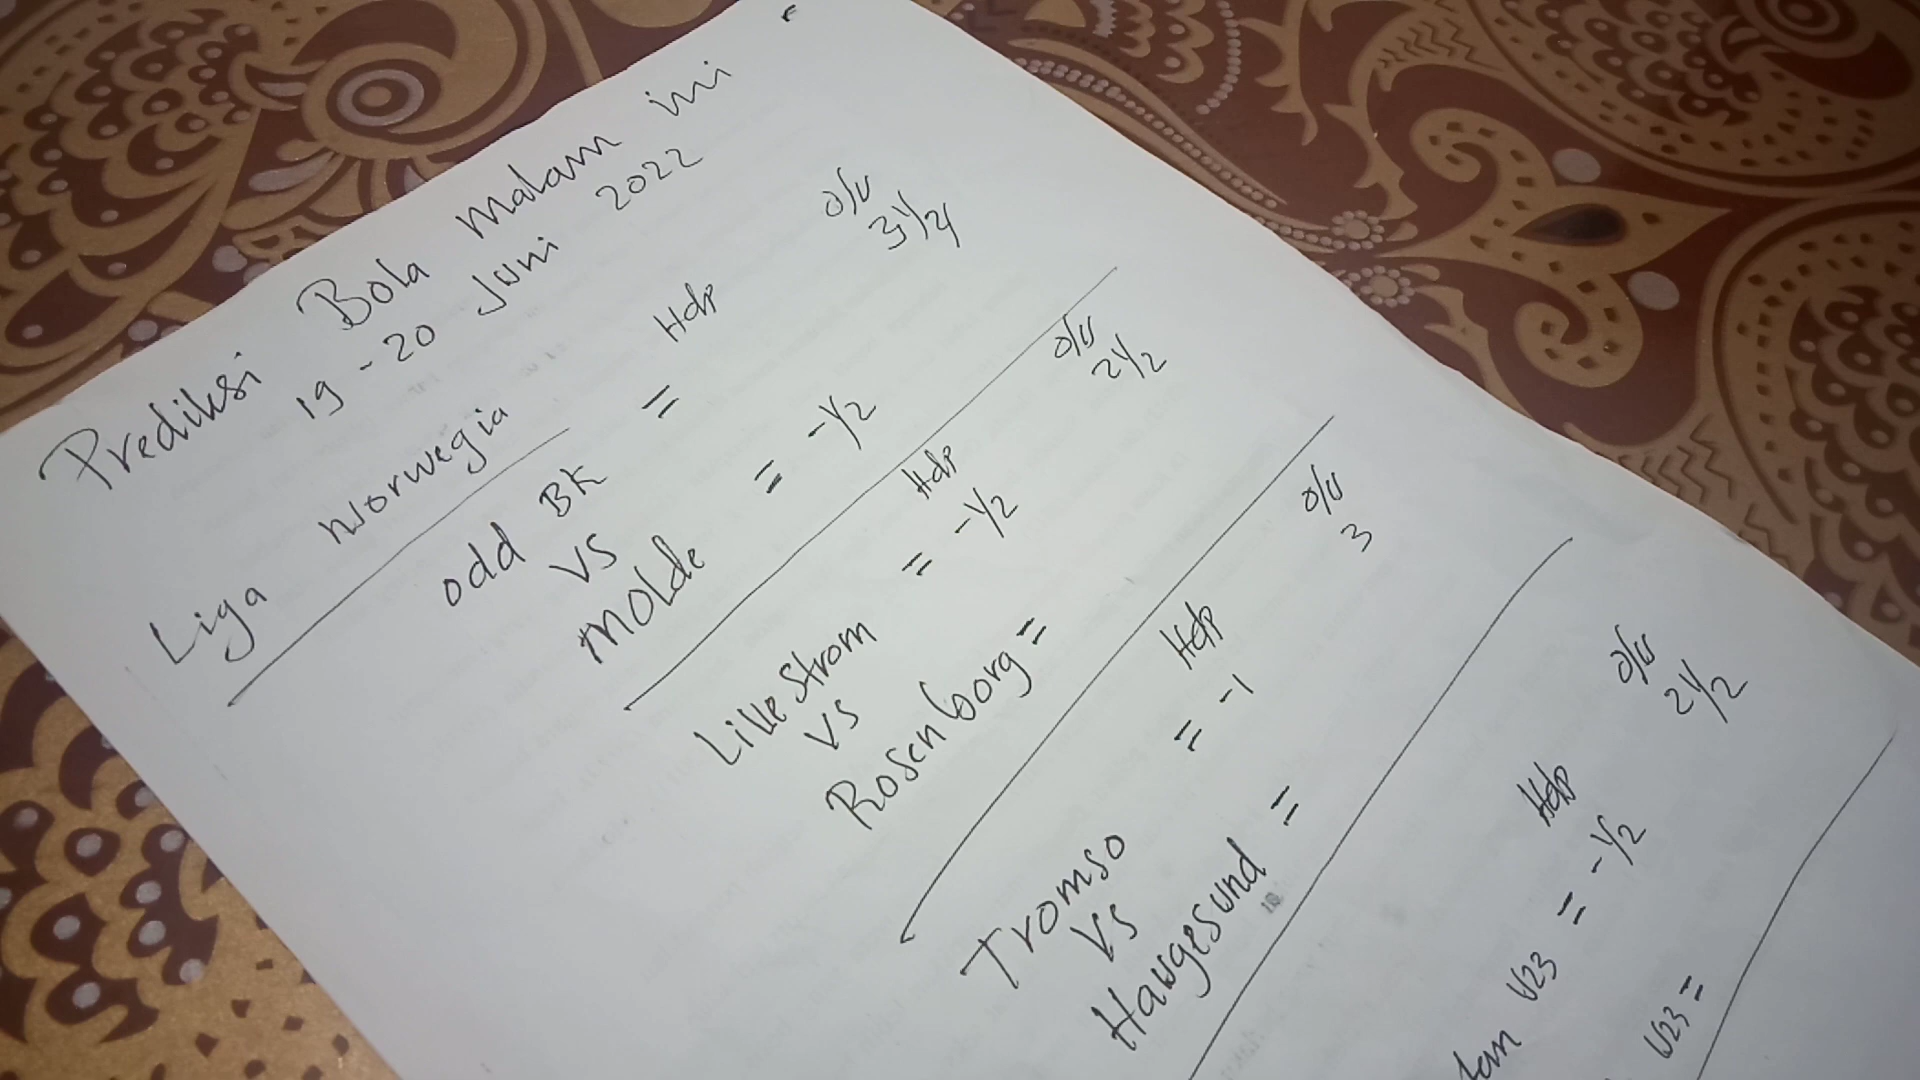 Prediksi Bola Malam ini
19 - 20 Juni 2022
Liga Norwegia
Hdp O/U
odd BK = 3 1/4
VS
Molde = -1/2
Hdp O/U
LilleStrom = -1/2 2 1/2
VS
Rosenborg =
Hdp O/U
Tromso = -1 3
VS
Haugesund =
Hdp O/U
U23 = -1/2 2 1/2
U23 =